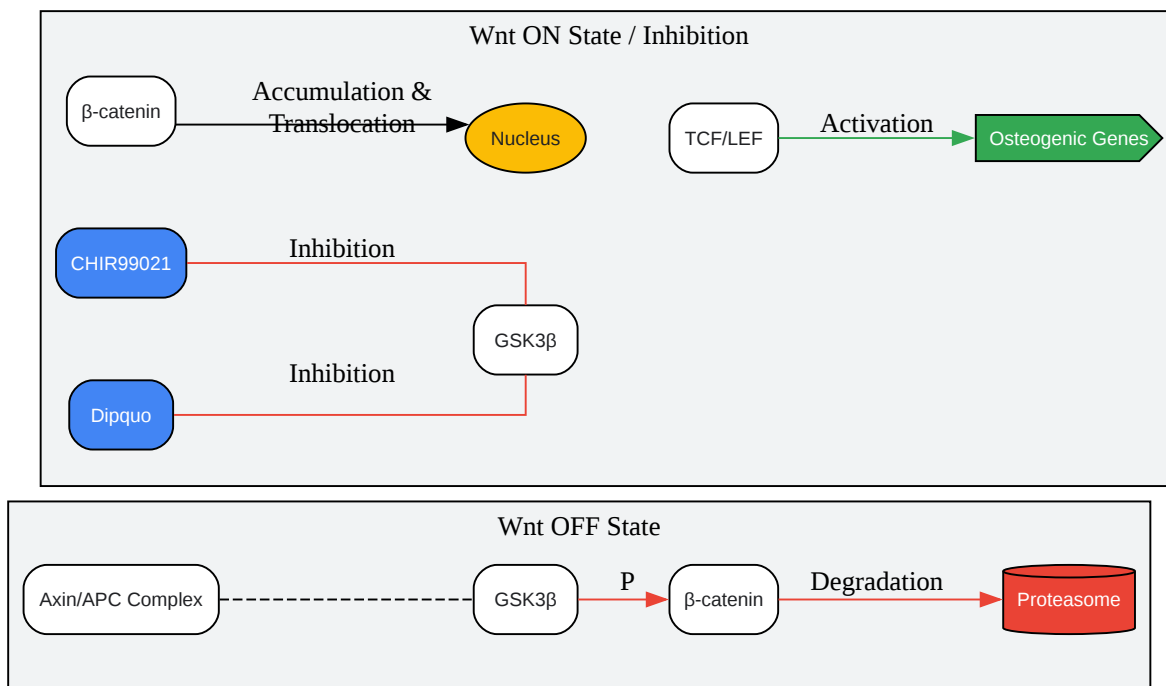 Wnt ON State / Inhibition
β-catenin
Accumulation &
Translocation
Nucleus
TCF/LEF
Activation
Osteogenic Genes
CHIR99021
Inhibition
GSK3β
Inhibition
Dipquo
Wnt OFF State
Axin/APC Complex
GSK3β
P
β-catenin
Degradation
Proteasome